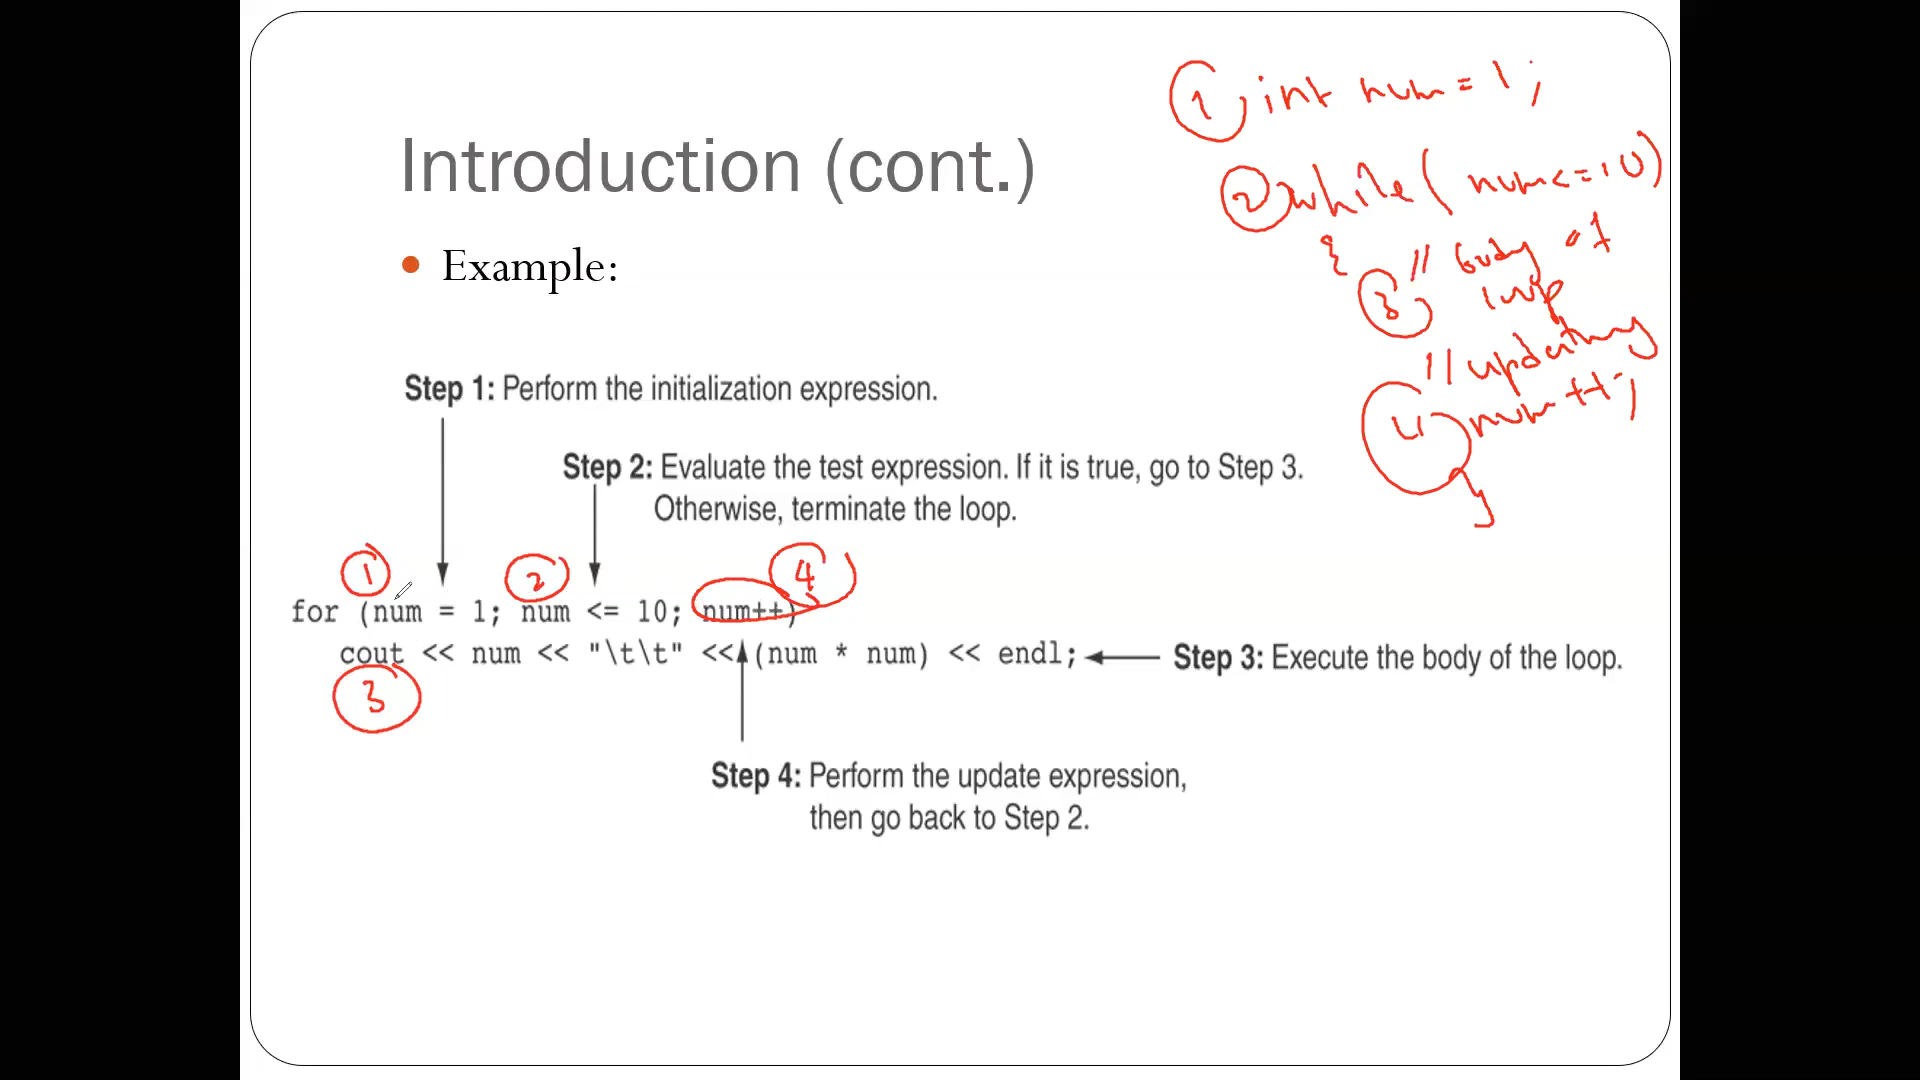 1 int num = 1;
Introduction (cont.)
2 while( num<=10)
{ // body of
Example:
3 loop
// updating
Step 1: Perform the initialization expression.
4 num++;
}
Step 2: Evaluate the test expression. If it is true, go to Step 3.
Otherwise, terminate the loop.
1 2 4
for (num = 1; num <= 10; num++)
cout << num << "\t\t" << (num * num) << endl;
Step 3: Execute the body of the loop.
3
Step 4: Perform the update expression,
then go back to Step 2.